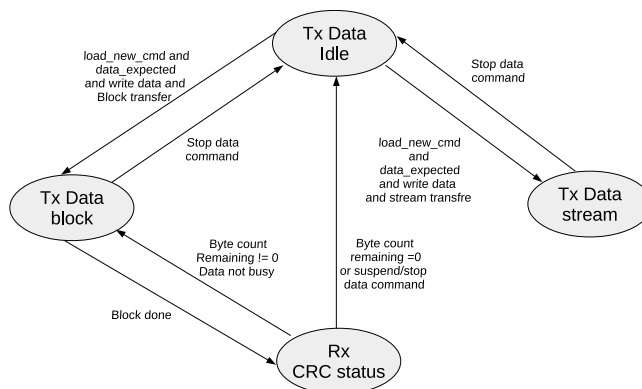 Tx Data
Idle
load_new_cmd and
data_expected
and write data and
Block transfer
Stop data
command
Stop data
command
load_new_cmd
and
data_expected
and write data
and stream transfre
Tx Data
block
Tx Data
stream
Byte count
Remaining != 0
Data not busy
Byte count
remaining =0
or suspend/stop
data command
Block done
Rx
CRC status